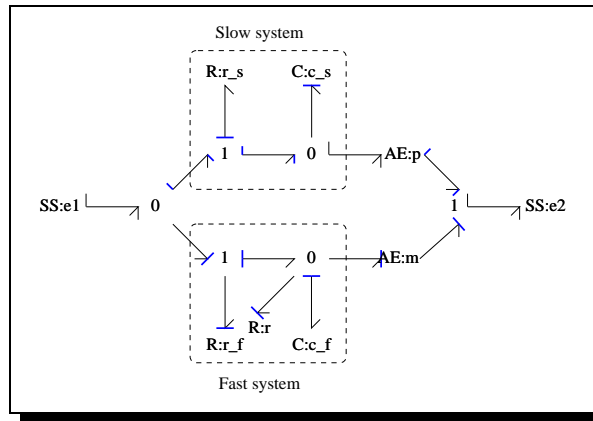 Slow system
R:r_s C:c_s
1 0 AE:p
SS:e1 0 1 SS:e2
1 0 AE:m
R:r
R:r_f C:c_f
Fast system